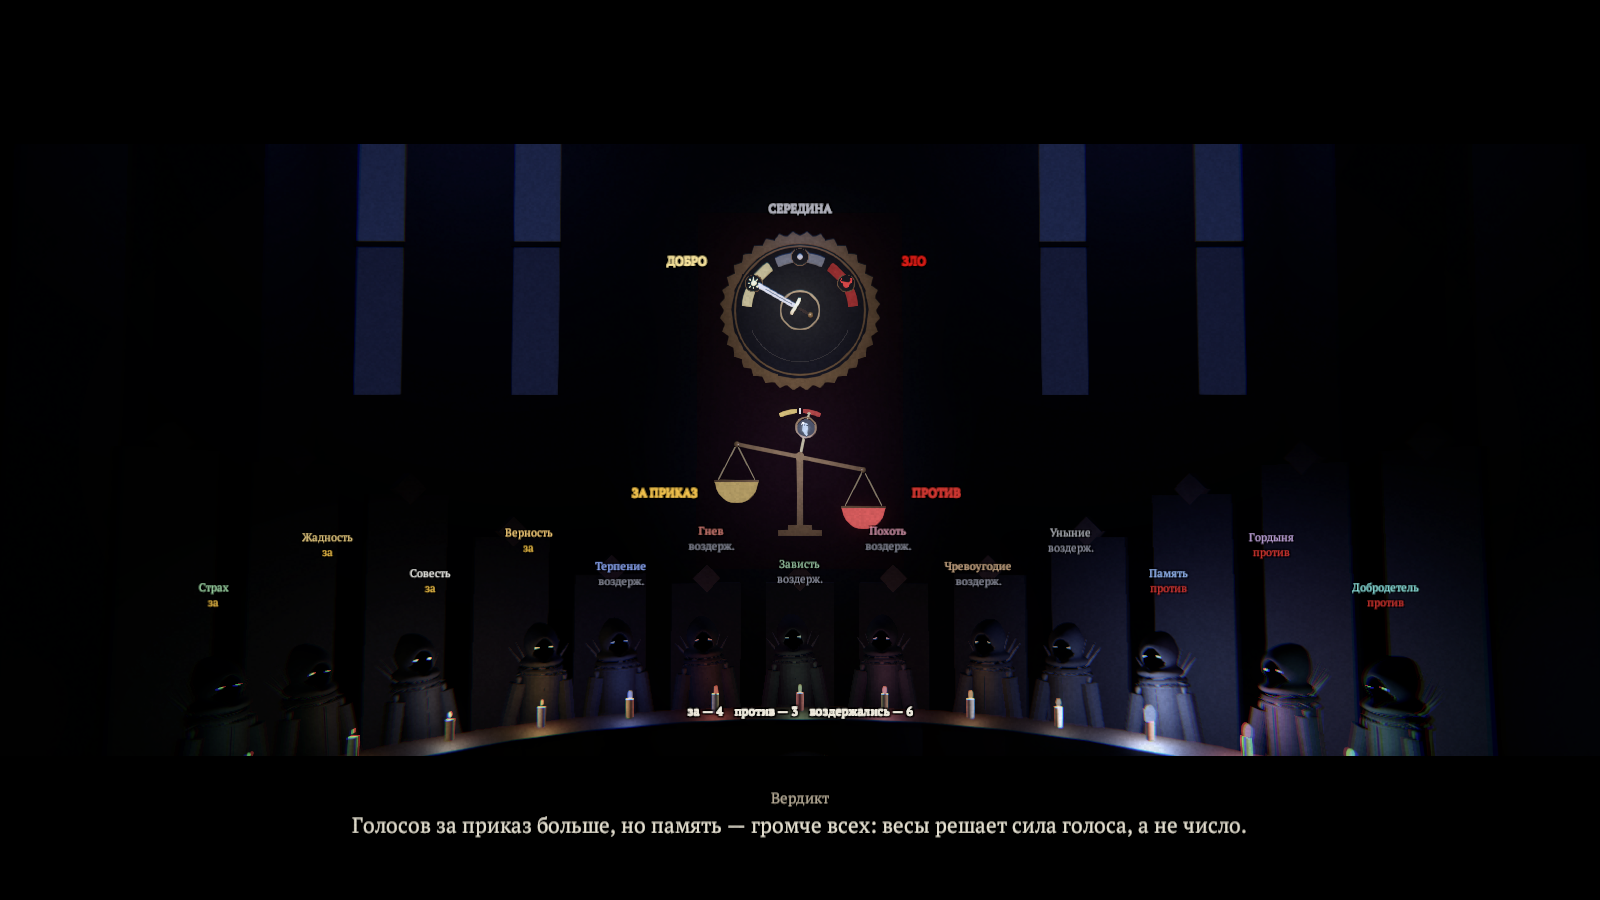 СЕРЕДИНА
ДОБРО
ЗЛО
ЗА ПРИКАЗ
ПРОТИВ
Страх
за
Жадность
за
Совесть
за
Верность
за
Терпение
воздерж.
Гнев
воздерж.
Зависть
воздерж.
Похоть
воздерж.
Чревоугодие
воздерж.
Уныние
воздерж.
Память
против
Гордыня
против
Добродетель
против
за — 4 против — 3 воздержались — 6
Вердикт
Голосов за приказ больше, но память — громче всех: весы решает сила голоса, а не число.